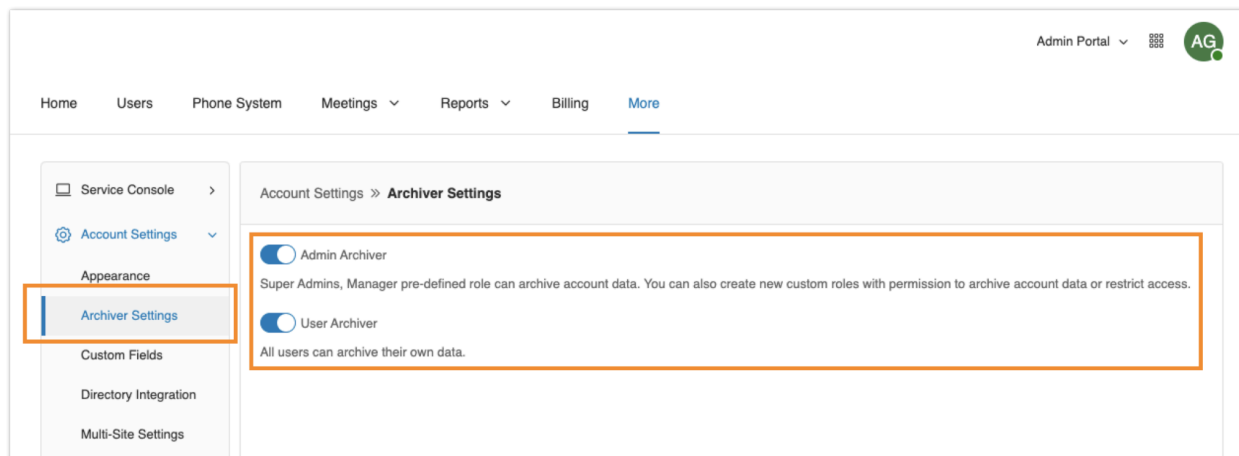 Admin Portal
AG
Home Users Phone System Meetings Reports Billing More
Service Console
Account Settings » Archiver Settings
Account Settings
Admin Archiver
Appearance
Super Admins, Manager pre-defined role can archive account data. You can also create new custom roles with permission to archive account data or restrict access.
Archiver Settings
User Archiver
Custom Fields
All users can archive their own data.
Directory Integration
Multi-Site Settings